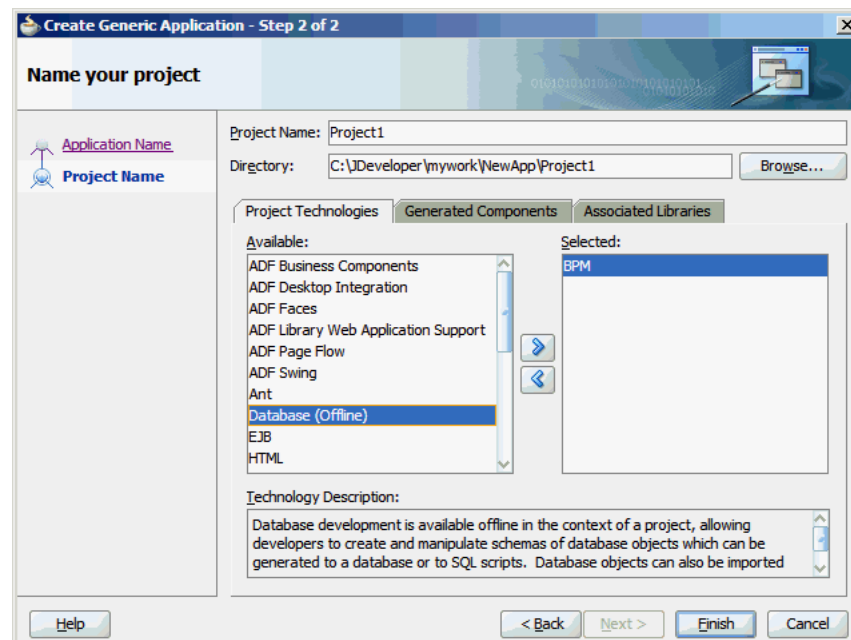 Create Generic Application - Step 2 of 2
Name your project
Application Name
Project Name
Project Name: Project1
Directory: C:\JDeveloper\mywork\NewApp\Project1 Browse...
Project Technologies Generated Components Associated Libraries
Available: Selected:
ADF Business Components BPM
ADF Desktop Integration
ADF Faces
ADF Library Web Application Support
ADF Page Flow
ADF Swing
Ant
Database (Offline)
EJB
HTML
Technology Description:
Database development is available offline in the context of a project, allowing
developers to create and manipulate schemas of database objects which can be
generated to a database or to SQL scripts.  Database objects can also be imported
Help < Back Next > Finish Cancel